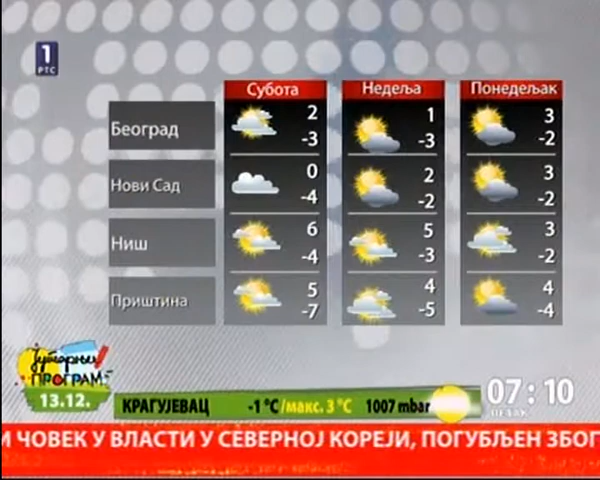 1
РТС
Субота Недеља Понедељак
Београд 2 -3 1 -3 3 -2
Нови Сад 0 -4 2 -2 3 -2
Ниш 6 -4 5 -3 3 -2
Приштина 5 -7 4 -5 4 -4
Јутарњи
ПРОГРАМ
13.12.
КРАГУЈЕВАЦ -1 °C /макс. 3 °C 1007 mbar
07:10
ПЕТАК
И ЧОВЕК У ВЛАСТИ У СЕВЕРНОЈ КОРЕЈИ, ПОГУБЉЕН ЗБОГ